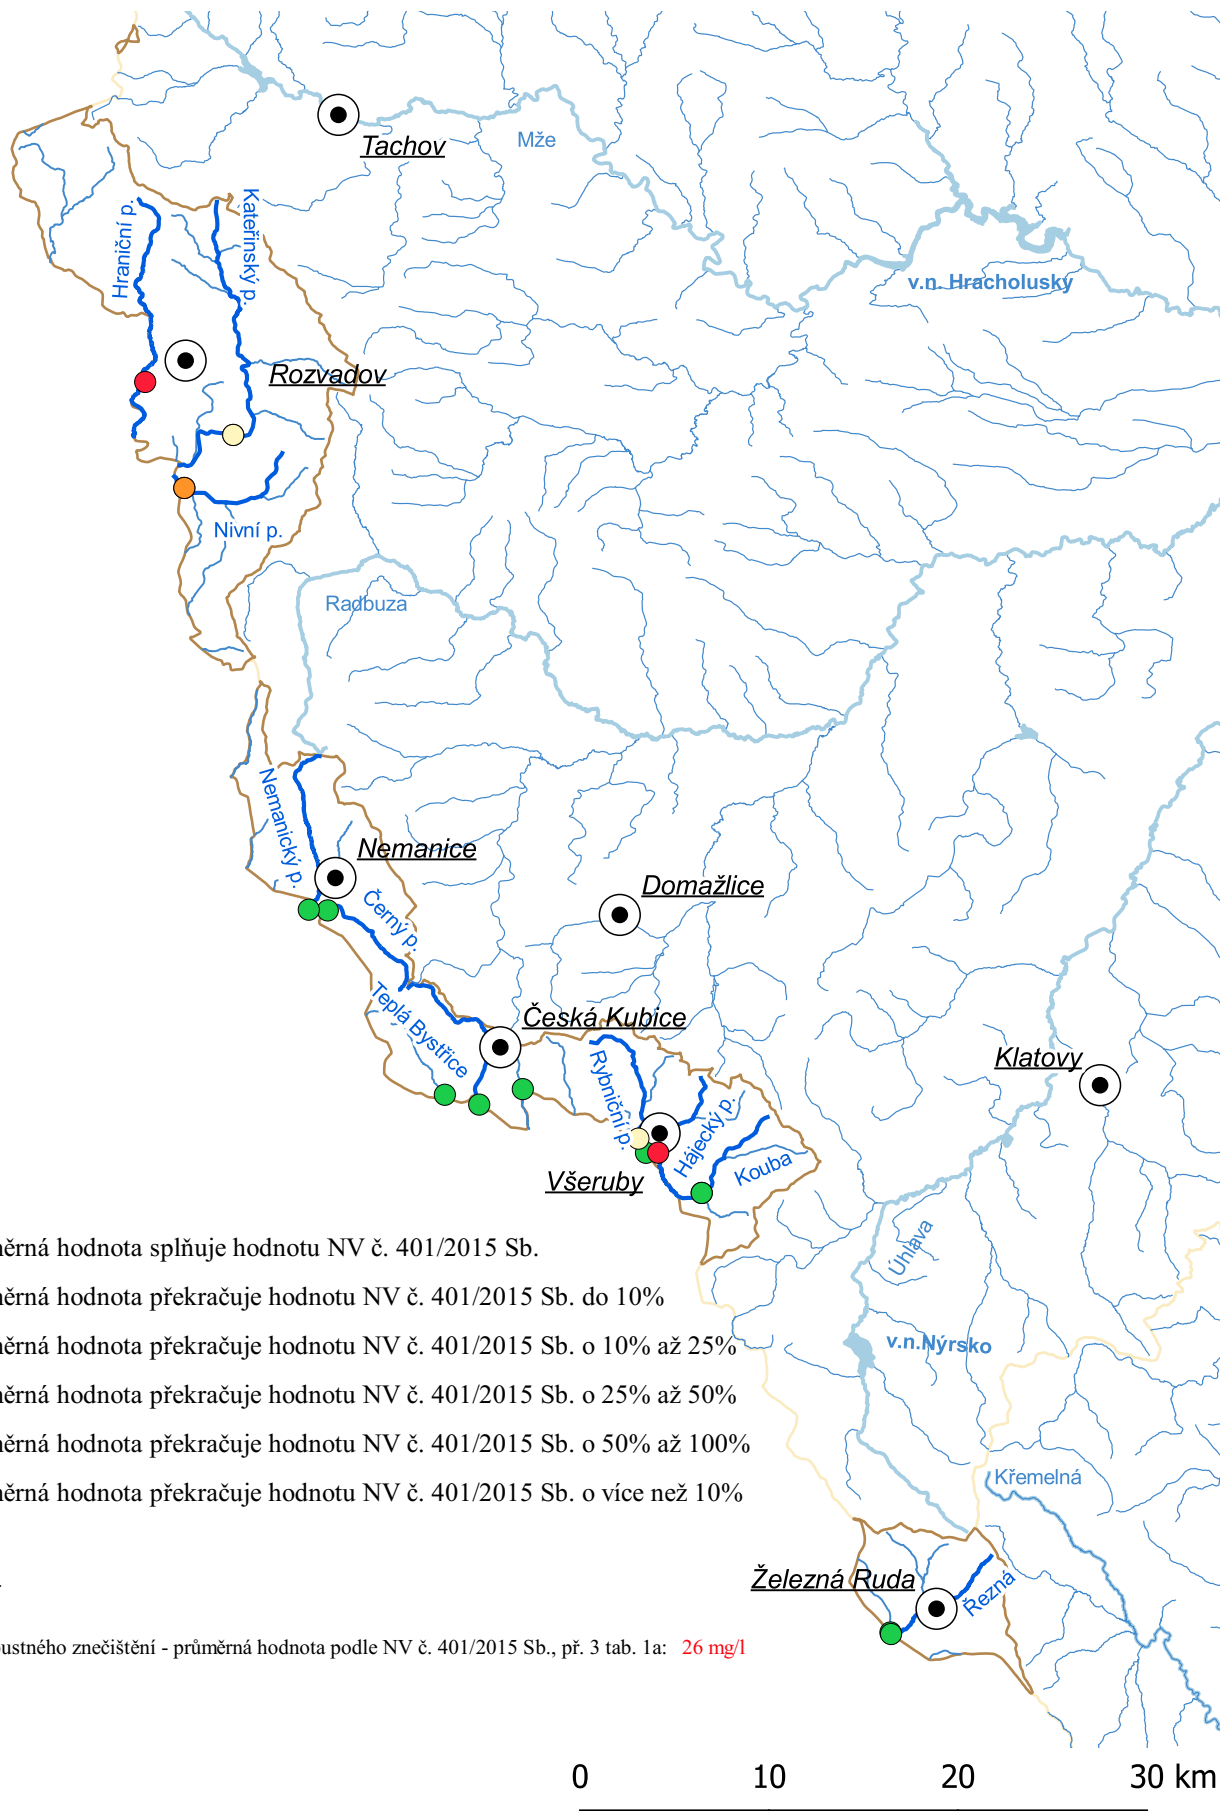 Tachov
Mže
Hraniční p.
Kateřinský p.
v.n. Hracholusky
Rozvadov
Nivní p.
Radbuza
Nemanický p.
Nemanice
Domažlice
Černý p.
Teplá Bystřice
Česká Kubice
Klatovy
Rybniční p.
Hájecký p.
Kouba
Všeruby
Úhlava
ěrná hodnota splňuje hodnotu NV č. 401/2015 Sb.
ěrná hodnota překračuje hodnotu NV č. 401/2015 Sb. do 10%
ěrná hodnota překračuje hodnotu NV č. 401/2015 Sb. o 10% až 25%
v.n.Nýrsko
ěrná hodnota překračuje hodnotu NV č. 401/2015 Sb. o 25% až 50%
ěrná hodnota překračuje hodnotu NV č. 401/2015 Sb. o 50% až 100%
Křemelná
ěrná hodnota překračuje hodnotu NV č. 401/2015 Sb. o více než 10%
Železná Ruda
Řezná
ustného znečištění - průměrná hodnota podle NV č. 401/2015 Sb., př. 3 tab. 1a: 26 mg/l
0 10 20 30 km